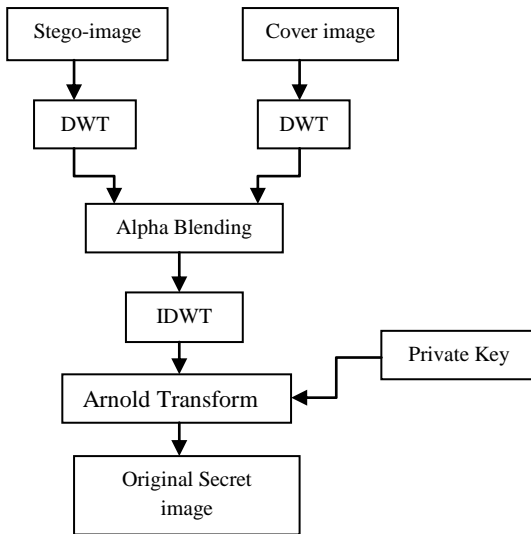 Stego-image
Cover image
DWT
DWT
Alpha Blending
IDWT
Private Key
Arnold Transform
Original Secret
image